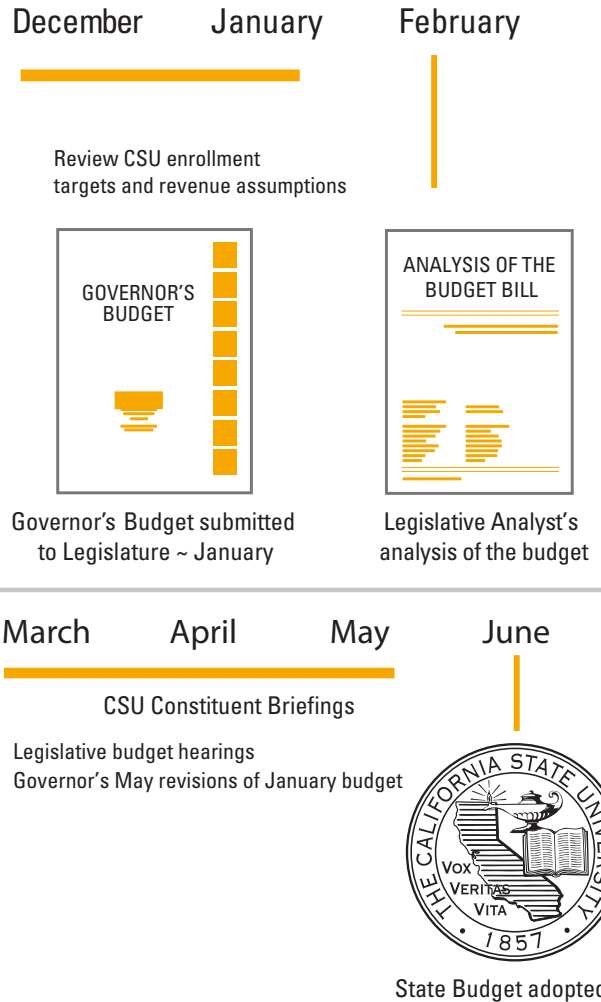 December January February
Review CSU enrollment
targets and revenue assumptions
GOVERNOR'S
BUDGET
ANALYSIS OF THE
BUDGET BILL
Governor's Budget submitted
to Legislature ~ January
Legislative Analyst's
analysis of the budget
March April May June
CSU Constituent Briefings
Legislative budget hearings
Governor's May revisions of January budget
THE CALIFORNIA STATE UNIVERSITY
VOX
VERITAS
VITA
• 1857 •
State Budget adopted